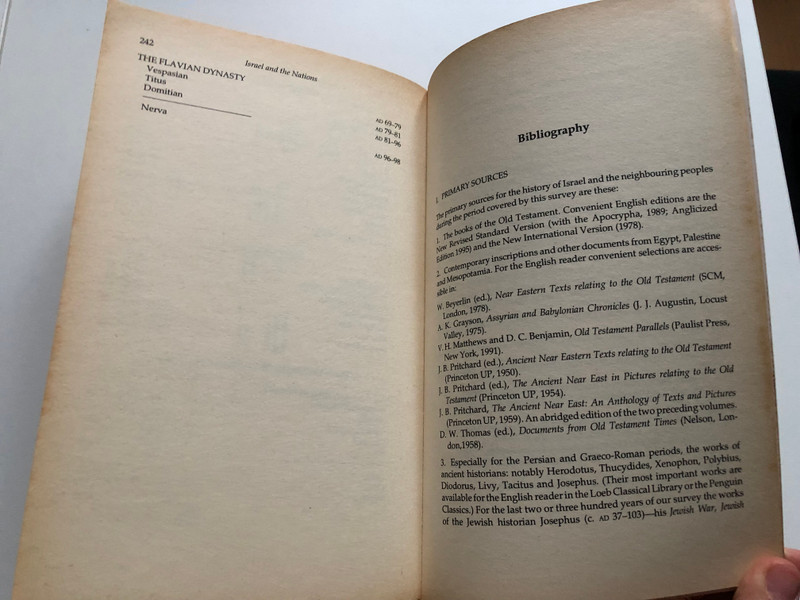 242
Israel and the Nations
THE FLAVIAN DYNASTY
Vespasian AD 69–79
Titus AD 79–81
Domitian AD 81–96
Nerva AD 96–98
Bibliography
1. PRIMARY SOURCES
The primary sources for the history of Israel and the neighbouring peoples
during the period covered by this survey are these:
1. The books of the Old Testament. Convenient English editions are the
New Revised Standard Version (with the Apocrypha, 1989; Anglicized
Edition 1995) and the New International Version (1978).
2. Contemporary inscriptions and other documents from Egypt, Palestine
and Mesopotamia. For the English reader convenient selections are acces-
sible in:
W. Beyerlin (ed.), Near Eastern Texts relating to the Old Testament (SCM,
London, 1978).
A. K. Grayson, Assyrian and Babylonian Chronicles (J. J. Augustin, Locust
Valley, 1975).
V. H. Matthews and D. C. Benjamin, Old Testament Parallels (Paulist Press,
New York, 1991).
J. B. Pritchard (ed.), Ancient Near Eastern Texts relating to the Old Testament
(Princeton UP, 1950).
J. B. Pritchard (ed.), The Ancient Near East in Pictures relating to the Old
Testament (Princeton UP, 1954).
J. B. Pritchard, The Ancient Near East: An Anthology of Texts and Pictures
(Princeton UP, 1959). An abridged edition of the two preceding volumes.
D. W. Thomas (ed.), Documents from Old Testament Times (Nelson, Lon-
don,1958).
3. Especially for the Persian and Graeco-Roman periods, the works of
ancient historians: notably Herodotus, Thucydides, Xenophon, Polybius,
Diodorus, Livy, Tacitus and Josephus. (Their most important works are
available for the English reader in the Loeb Classical Library or the Penguin
Classics.) For the last two or three hundred years of our survey the works
of the Jewish historian Josephus (c. AD 37–103)—his Jewish War, Jewish